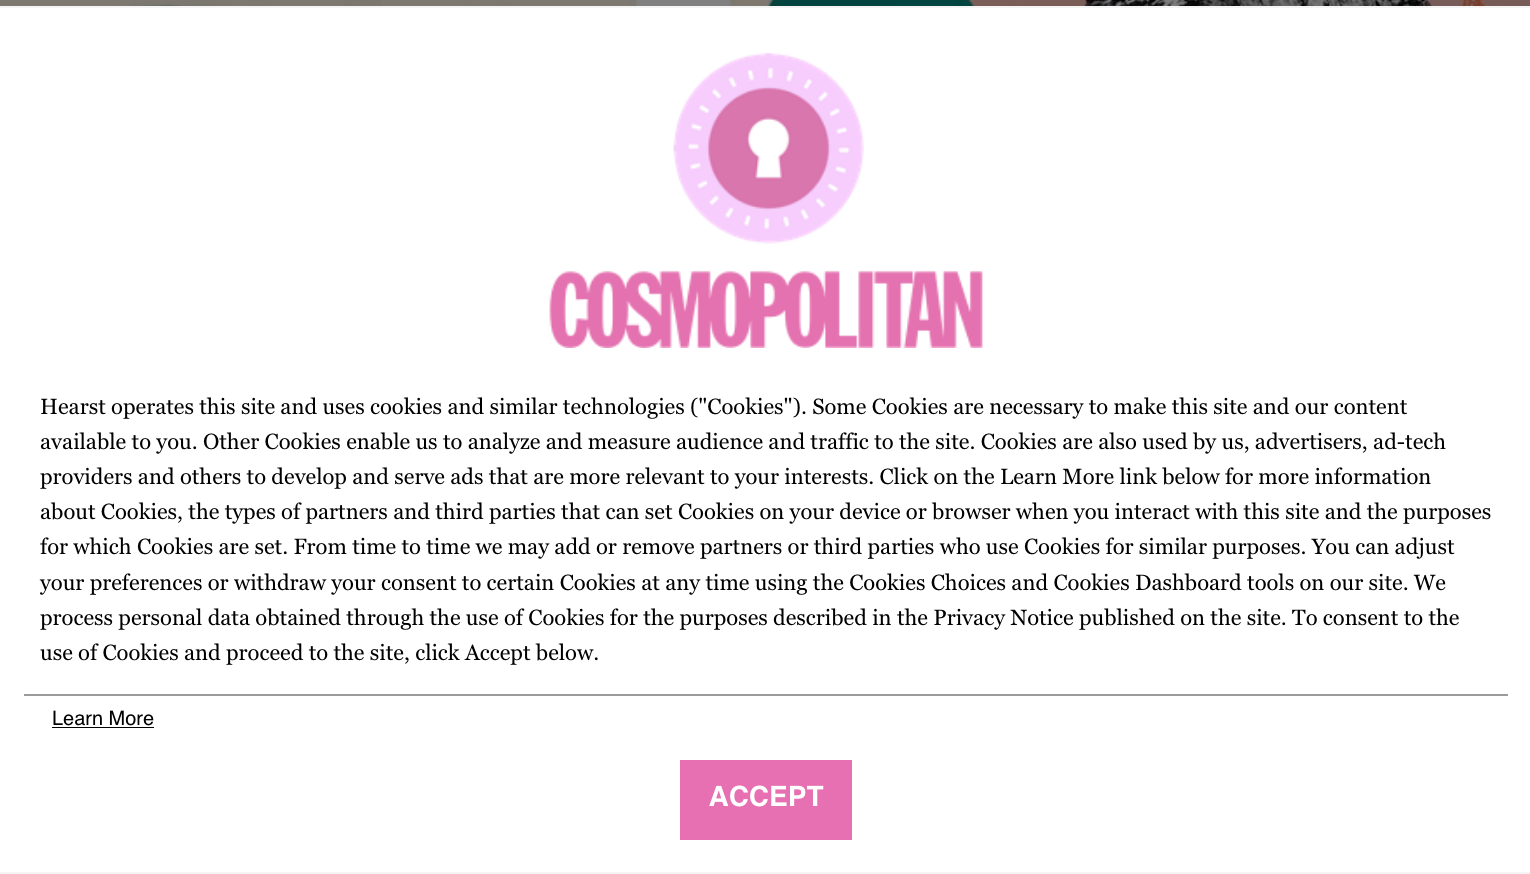 COSMOPOLITAN
Hearst operates this site and uses cookies and similar technologies ("Cookies"). Some Cookies are necessary to make this site and our content
available to you. Other Cookies enable us to analyze and measure audience and traffic to the site. Cookies are also used by us, advertisers, ad-tech
providers and others to develop and serve ads that are more relevant to your interests. Click on the Learn More link below for more information
about Cookies, the types of partners and third parties that can set Cookies on your device or browser when you interact with this site and the purposes
for which Cookies are set. From time to time we may add or remove partners or third parties who use Cookies for similar purposes. You can adjust
your preferences or withdraw your consent to certain Cookies at any time using the Cookies Choices and Cookies Dashboard tools on our site. We
process personal data obtained through the use of Cookies for the purposes described in the Privacy Notice published on the site. To consent to the
use of Cookies and proceed to the site, click Accept below.
Learn More
ACCEPT